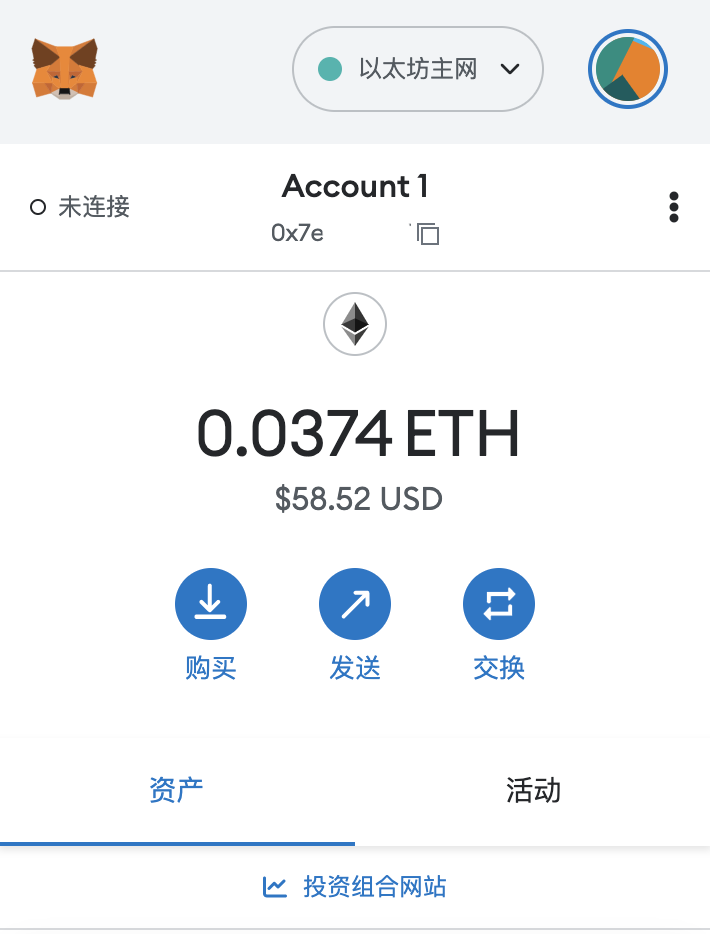 以太坊主网
Account 1
未连接
0x7e
0.0374 ETH
$58.52 USD
购买 发送 交换
资产 活动
投资组合网站